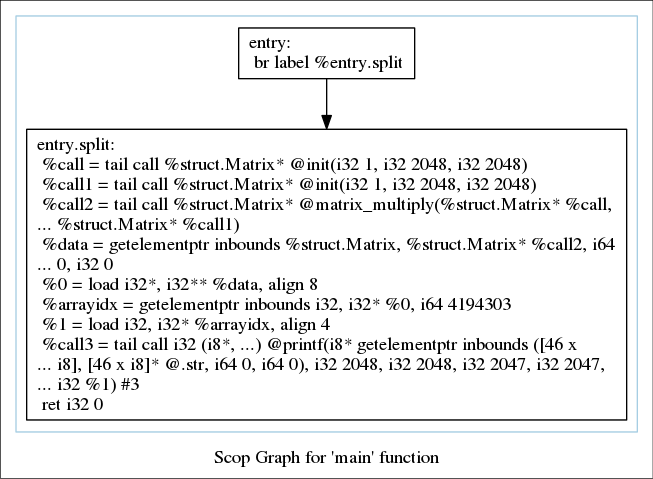 entry:
br label %entry.split
entry.split:
%call = tail call %struct.Matrix* @init(i32 1, i32 2048, i32 2048)
%call1 = tail call %struct.Matrix* @init(i32 1, i32 2048, i32 2048)
%call2 = tail call %struct.Matrix* @matrix_multiply(%struct.Matrix* %call,
... %struct.Matrix* %call1)
%data = getelementptr inbounds %struct.Matrix, %struct.Matrix* %call2, i64
... 0, i32 0
%0 = load i32*, i32** %data, align 8
%arrayidx = getelementptr inbounds i32, i32* %0, i64 4194303
%1 = load i32, i32* %arrayidx, align 4
%call3 = tail call i32 (i8*, ...) @printf(i8* getelementptr inbounds ([46 x
... i8], [46 x i8]* @.str, i64 0, i64 0), i32 2048, i32 2048, i32 2047, i32 2047,
... i32 %1) #3
ret i32 0
Scop Graph for 'main' function